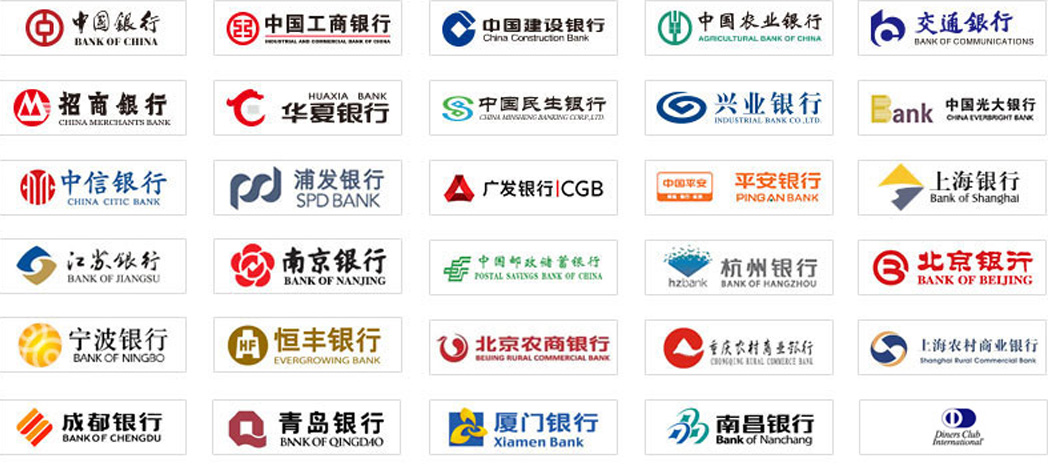 中国银行
BANK OF CHINA
中国工商银行
INDUSTRIAL AND COMMERCIAL BANK OF CHINA
中国建设银行
China Construction Bank
中国农业银行
AGRICULTURAL BANK OF CHINA
交通银行
BANK OF COMMUNICATIONS
招商银行
CHINA MERCHANTS BANK
HUAXIA BANK
华夏银行
中国民生银行
CHINA MINSHENG BANKING CORP.,LTD.
兴业银行
INDUSTRIAL BANK CO.,LTD.
Bank
中国光大银行
CHINA EVERBRIGHT BANK
中信银行
CHINA CITIC BANK
浦发银行
SPD BANK
广发银行|CGB
中国平安
平安银行
PING AN BANK
上海银行
Bank of Shanghai
江苏银行
BANK OF JIANGSU
南京银行
BANK OF NANJING
中国邮政储蓄银行
POSTAL SAVINGS BANK OF CHINA
hzbank
杭州银行
BANK OF HANGZHOU
北京银行
BANK OF BEIJING
宁波银行
BANK OF NINGBO
HF
恒丰银行
EVERGROWING BANK
北京农商银行
BEIJING RURAL COMMERCIAL BANK
重庆农村商业银行
CHONGQING RURAL COMMERCE BANK
上海农村商业银行
Shanghai Rural Commercial Bank
成都银行
BANK OF CHENGDU
青岛银行
BANK OF QINGDAO
厦门银行
Xiamen Bank
南昌银行
Bank of Nanchang
Diners Club
International